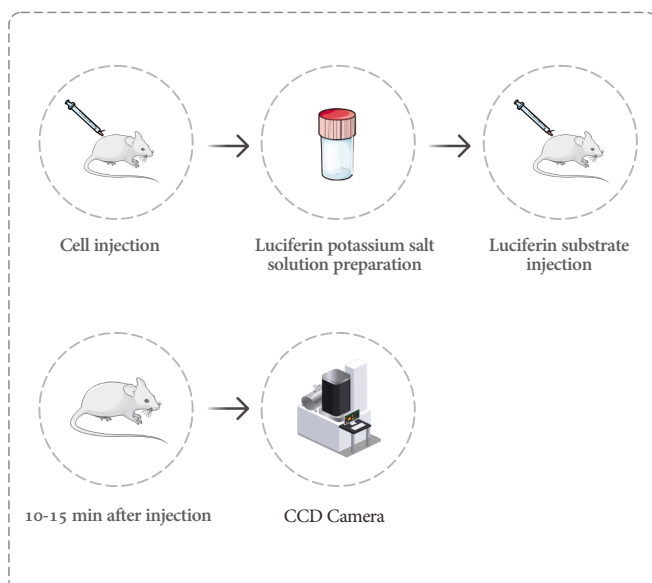 Cell injection
Luciferin potassium salt
solution preparation
Luciferin substrate
injection
10-15 min after injection
CCD Camera